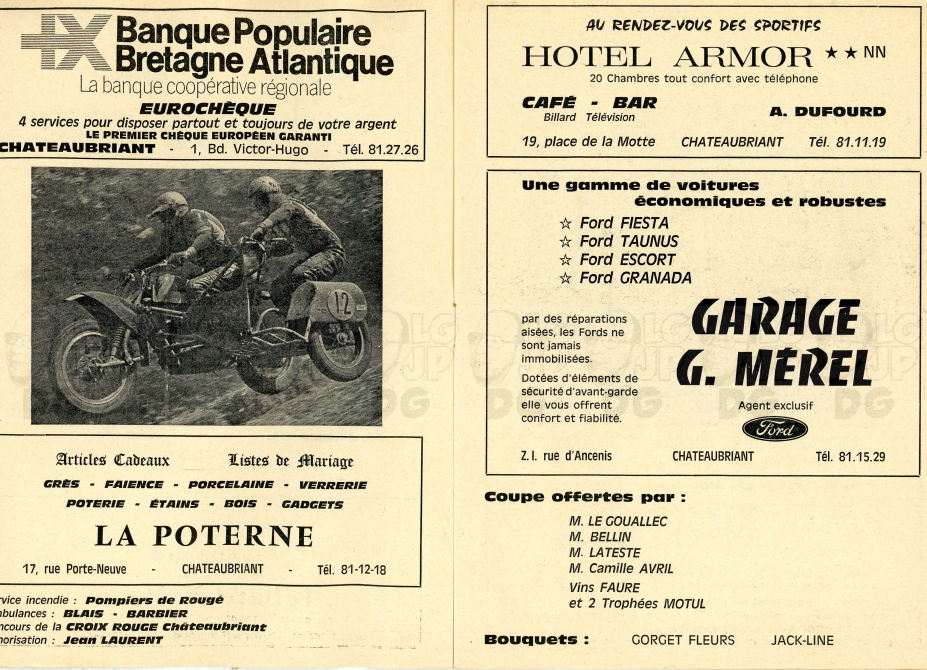 Banque Populaire
Bretagne Atlantique
La banque coopérative régionale
EUROCHÈQUE
4 services pour disposer partout et toujours de votre argent
LE PREMIER CHÈQUE EUROPÉEN GARANTI
CHATEAUBRIANT - 1, Bd. Victor-Hugo - Tél. 81.27.26
12
Articles Cadeaux Listes de Mariage
GRÈS - FAIENCE - PORCELAINE - VERRERIE
POTERIE - ÉTAINS - BOIS - GADGETS
LA POTERNE
17, rue Porte-Neuve - CHATEAUBRIANT - Tél. 81-12-18
rvice incendie : Pompiers de Rougé
mbulances : BLAIS - BARBIER
ncours de la CROIX ROUGE Châteaubriant
norisation : Jean LAURENT
AU RENDEZ-VOUS DES SPORTIFS
HOTEL ARMOR ★ ★ NN
20 Chambres tout confort avec téléphone
CAFÉ - BAR
Billard Télévision
A. DUFOURD
19, place de la Motte CHATEAUBRIANT Tél. 81.11.19
Une gamme de voitures
économiques et robustes
☆ Ford FIESTA
☆ Ford TAUNUS
☆ Ford ESCORT
☆ Ford GRANADA
par des réparations
aisées, les Fords ne
sont jamais
immobilisées.
Dotées d'éléments de
sécurité d'avant-garde
elle vous offrent
confort et fiabilité.
GARAGE
G. MÉREL
Agent exclusif
Ford
Z.I. rue d'Ancenis CHATEAUBRIANT Tél. 81.15.29
Coupe offertes par :
M. LE GOUALLEC
M. BELLIN
M. LATESTE
M. Camille AVRIL
Vins FAURE
et 2 Trophées MOTUL
Bouquets : GORGET FLEURS JACK-LINE